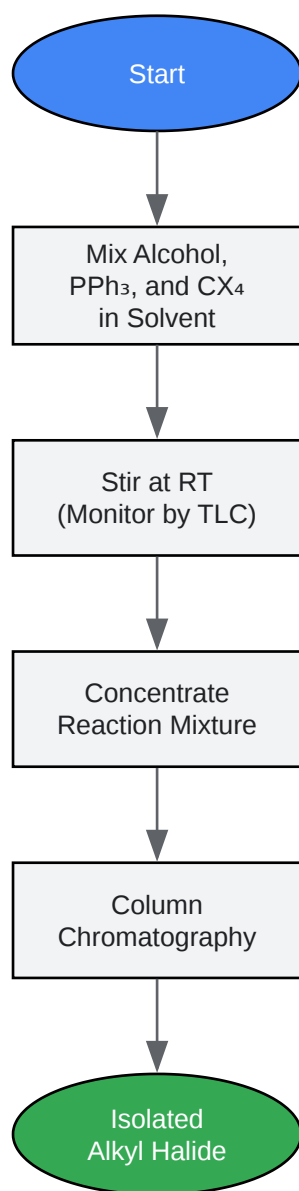 Start
Mix Alcohol,
PPh₃, and CX₄
in Solvent
Stir at RT
(Monitor by TLC)
Concentrate
Reaction Mixture
Column
Chromatography
Isolated
Alkyl Halide